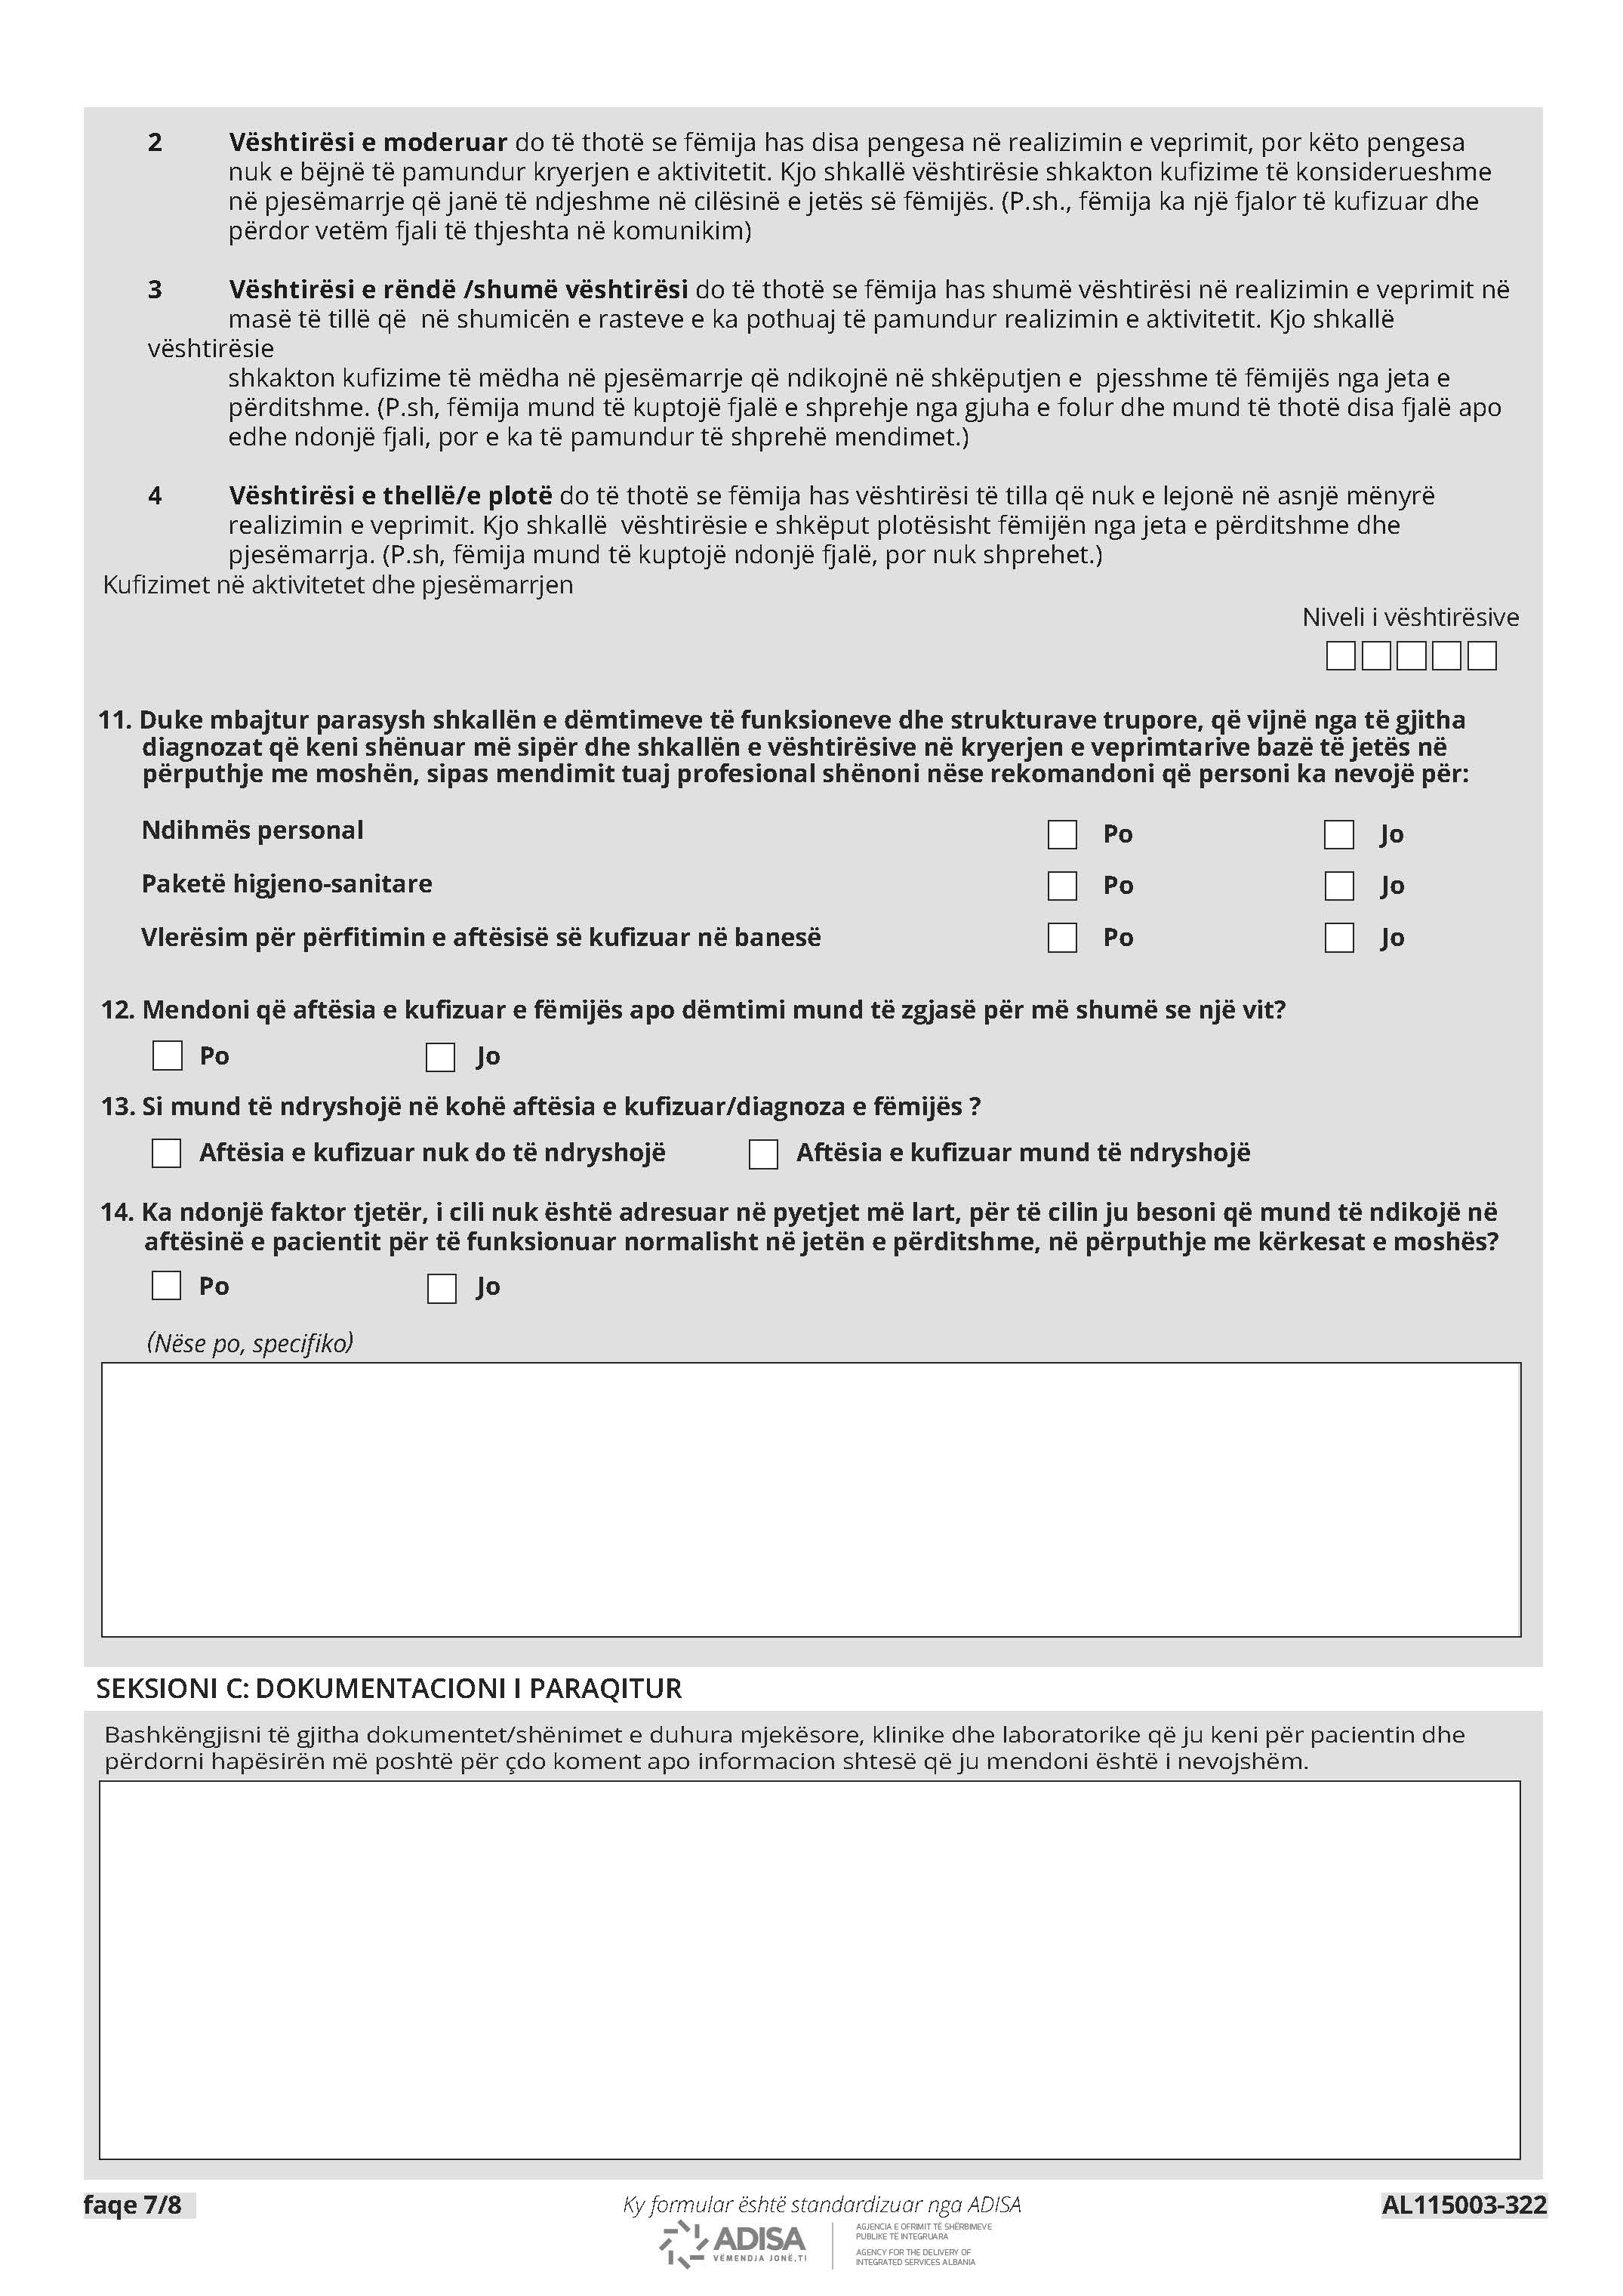 2 Vështirësi e moderuar do të thotë se fëmija has disa pengesa në realizimin e veprimit, por këto pengesa
nuk e bëjnë të pamundur kryerjen e aktivitetit. Kjo shkallë vështirësie shkakton kufizime të konsiderueshme
në pjesëmarrje që janë të ndjeshme në cilësinë e jetës së fëmijës. (P.sh., fëmija ka një fjalor të kufizuar dhe
përdor vetëm fjali të thjeshta në komunikim)
3 Vështirësi e rëndë /shumë vështirësi do të thotë se fëmija has shumë vështirësi në realizimin e veprimit në
masë të tillë që në shumicën e rasteve e ka pothuaj të pamundur realizimin e aktivitetit. Kjo shkallë
vështirësie
shkakton kufizime të mëdha në pjesëmarrje që ndikojnë në shkëputjen e pjesshme të fëmijës nga jeta e
përditshme. (P.sh, fëmija mund të kuptojë fjalë e shprehje nga gjuha e folur dhe mund të thotë disa fjalë apo
edhe ndonjë fjali, por e ka të pamundur të shprehë mendimet.)
4 Vështirësi e thellë/e plotë do të thotë se fëmija has vështirësi të tilla që nuk e lejonë në asnjë mënyrë
realizimin e veprimit. Kjo shkallë vështirësie e shkëput plotësisht fëmijën nga jeta e përditshme dhe
pjesëmarrja. (P.sh, fëmija mund të kuptojë ndonjë fjalë, por nuk shprehet.)
Kufizimet në aktivitetet dhe pjesëmarrjen
Niveli i vështirësive
11. Duke mbajtur parasysh shkallën e dëmtimeve të funksioneve dhe strukturave trupore, që vijnë nga të gjitha
diagnozat që keni shënuar më sipër dhe shkallën e vështirësive në kryerjen e veprimtarive bazë të jetës në
përputhje me moshën, sipas mendimit tuaj profesional shënoni nëse rekomandoni që personi ka nevojë për:
Ndihmës personal Po Jo
Paketë higjeno-sanitare Po Jo
Vlerësim për përfitimin e aftësisë së kufizuar në banesë Po Jo
12. Mendoni që aftësia e kufizuar e fëmijës apo dëmtimi mund të zgjasë për më shumë se një vit?
Po Jo
13. Si mund të ndryshojë në kohë aftësia e kufizuar/diagnoza e fëmijës ?
Aftësia e kufizuar nuk do të ndryshojë Aftësia e kufizuar mund të ndryshojë
14. Ka ndonjë faktor tjetër, i cili nuk është adresuar në pyetjet më lart, për të cilin ju besoni që mund të ndikojë në
aftësinë e pacientit për të funksionuar normalisht në jetën e përditshme, në përputhje me kërkesat e moshës?
Po Jo
(Nëse po, specifiko)
SEKSIONI C: DOKUMENTACIONI I PARAQITUR
Bashkëngjisni të gjitha dokumentet/shënimet e duhura mjekësore, klinike dhe laboratorike që ju keni për pacientin dhe
përdorni hapësirën më poshtë për çdo koment apo informacion shtesë që ju mendoni është i nevojshëm.
faqe 7/8 Ky formular është standardizuar nga ADISA AL115003-322
ADISA
VËMENDJA JONË, TI
AGJENCIA E OFRIMIT TË SHËRBIMEVE
PUBLIKE TË INTEGRUARA
AGENCY FOR THE DELIVERY OF
INTEGRATED SERVICES ALBANIA